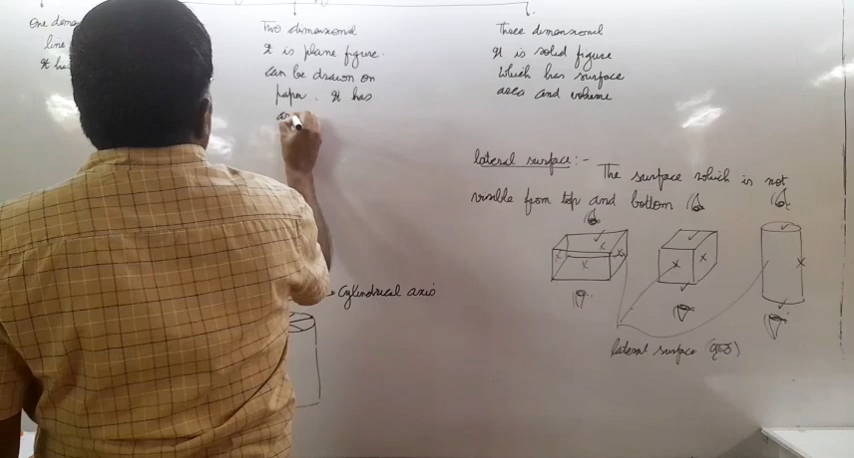 One
line
It
Two dimensional
It is plane figure.
can be drawn on
paper. It has
Three dimensional
It is solid figure
which has surface
area and volume
lateral surface:- The surface which is not
visible from top and bottom
Cylindrical axis
lateral surface